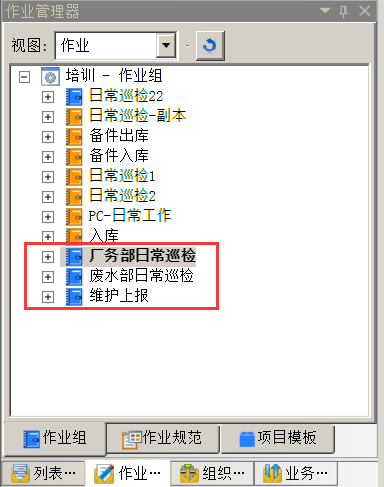 作业管理器
视图: 作业
培训 - 作业组
日常巡检22
日常巡检-副本
备件出库
备件入库
日常巡检1
日常巡检2
PC-日常工作
入库
厂务部日常巡检
废水部日常巡检
维护上报
作业组 作业规范 项目模板
列表… 作业… 组织… 业务…